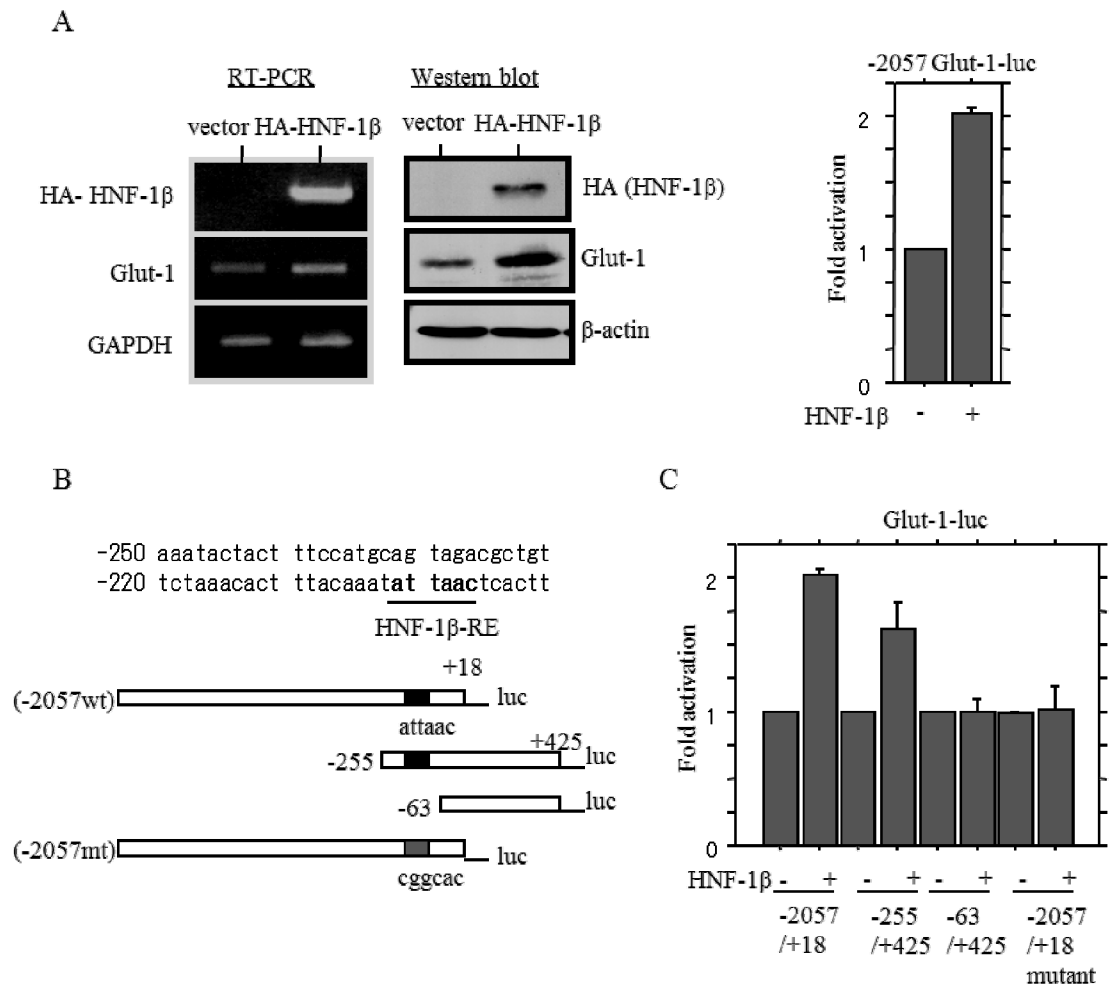 A
RT-PCR
vector HA-HNF-1β
HA- HNF-1β
Glut-1
GAPDH
Western blot
vector HA-HNF-1β
HA (HNF-1β)
Glut-1
β-actin
-2057 Glut-1-luc
Fold activation
2
1
0
HNF-1β - +
B
-250 aaatactact ttccatgcag tagacgctgt
-220 tctaaacact ttacaaatat taactcactt
HNF-1β-RE
+18
(-2057wt) luc
attaac
+425
-255 luc
-63 luc
(-2057mt) luc
cggcac
C
Glut-1-luc
Fold activation
2
1
0
HNF-1β - + - + - + - +
-2057 -255 -63 -2057
/+18 /+425 /+425 /+18
mutant